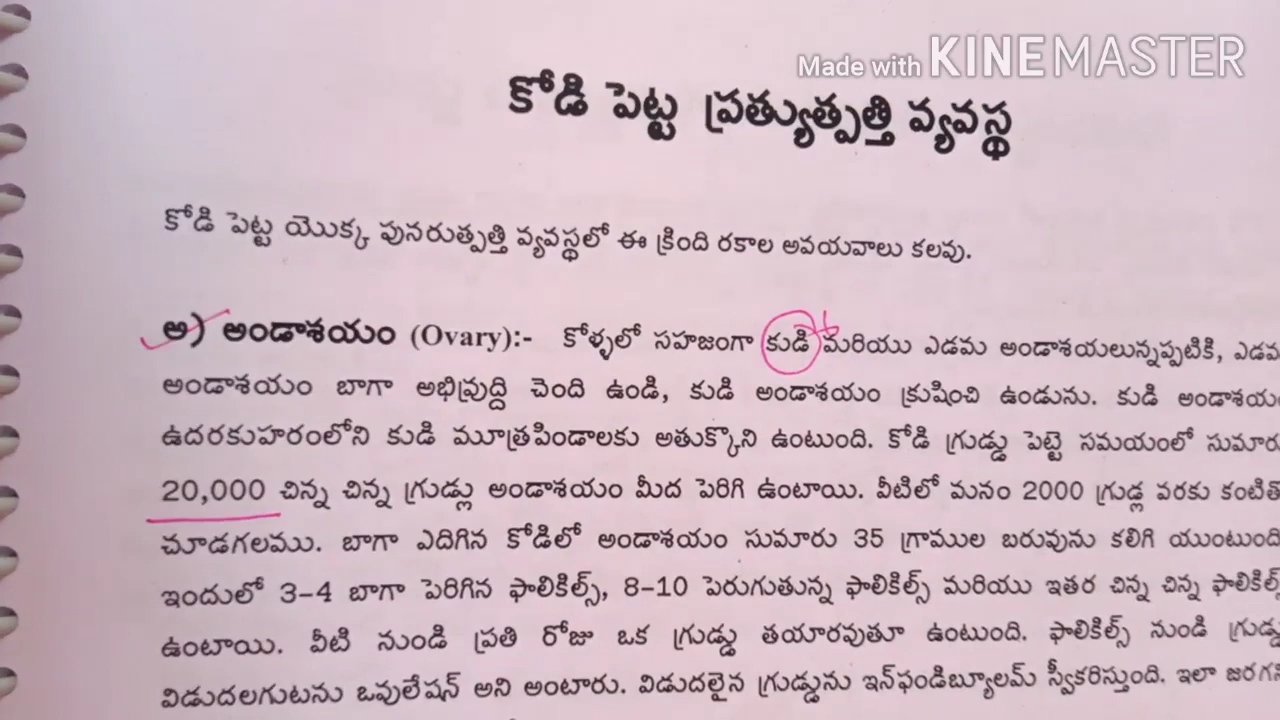 Made with KINEMASTER
కోడి పెట్ట ప్రత్యుత్పత్తి వ్యవస్థ
కోడి పెట్ట యొక్క పునరుత్పత్తి వ్యవస్థలో ఈ క్రింది రకాల అవయవాలు కలవు.
అ) అండాశయం (Ovary):- కోళ్ళలో సహజంగా కుడి మరియు ఎడమ అండాశయలున్నప్పటికి,
అండాశయం బాగా అభివ్రుద్ది చెంది ఉండి, కుడి అండాశయం క్రుషించి ఉండును. కుడి
ఉదరకుహరంలోని కుడి మూత్రపిండాలకు అతుక్కొని ఉంటుంది. కోడి గ్రుడ్డు పెట్టె సమయంలో
20,000 చిన్న చిన్న గ్రుడ్లు అండాశయం మీద పెరిగి ఉంటాయి. వీటిలో మనం 2000 గ్రుడ్ల వరకు
చూడగలము. బాగా ఎదిగిన కోడిలో అండాశయం సుమారు 35 గ్రాముల బరువును కలిగి
ఇందులో 3-4 బాగా పెరిగిన ఫాలికిల్స్, 8-10 పెరుగుతున్న ఫాలికిల్స్ మరియు ఇతర చిన్న చిన్న
ఉంటాయి. వీటి నుండి ప్రతి రోజు ఒక గ్రుడ్డు తయారవుతూ ఉంటుంది. ఫాలికిల్స్ నుండి
విడుదలగుటను ఒవులేషన్ అని అంటారు. విడుదలైన గ్రుడ్డును ఇన్‌ఫండిబ్యూలమ్ స్వీకరిస్తుంది. ఇలా